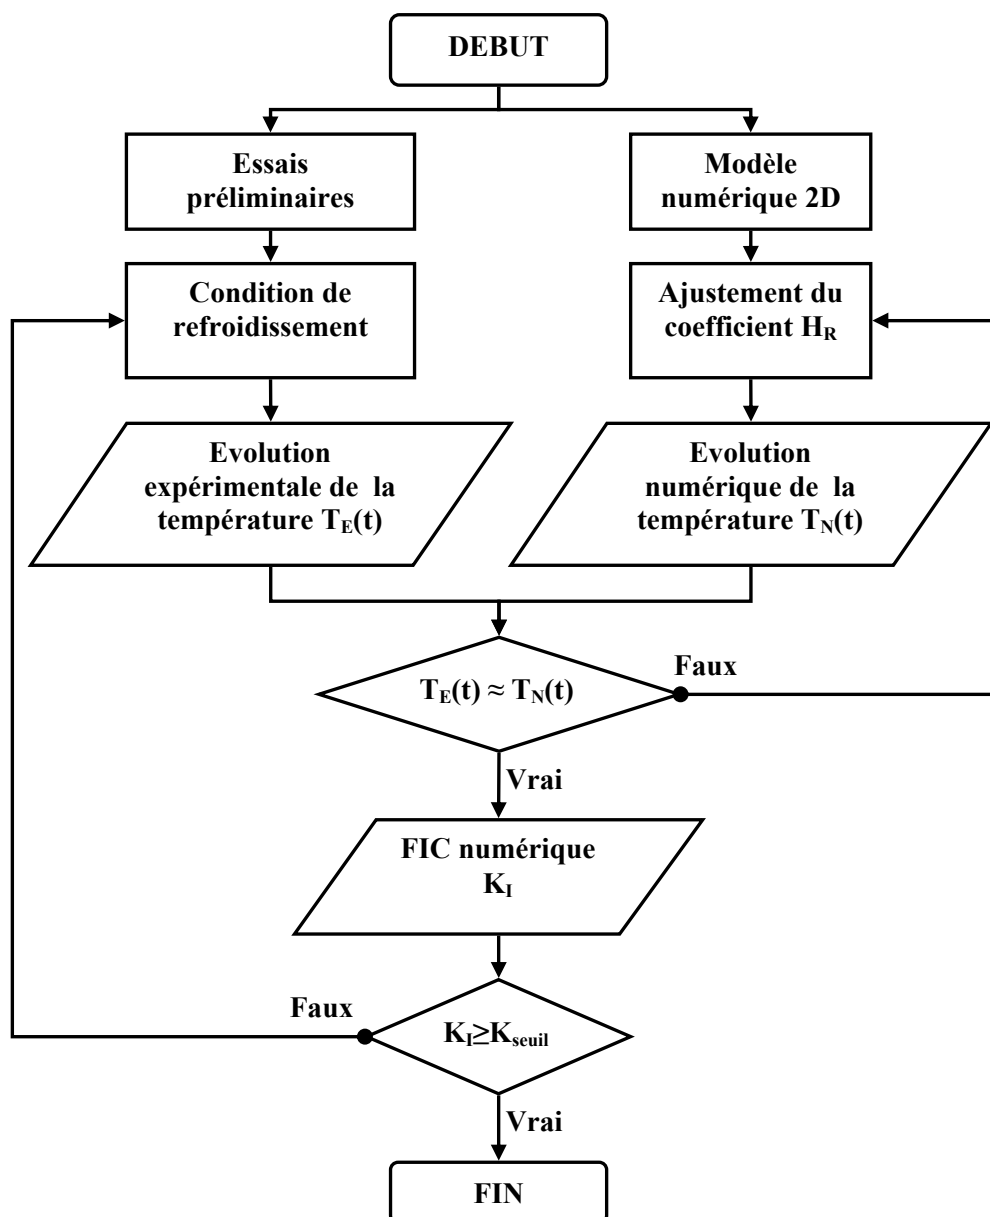 DEBUT
Essais
préliminaires
Modèle
numérique 2D
Condition de
refroidissement
Ajustement du
coefficient H_R
Evolution
expérimentale de la
température T_E(t)
Evolution
numérique de la
température T_N(t)
T_E(t) ≈ T_N(t)
Faux
Vrai
FIC numérique
K_I
Faux
K_I≥K_seuil
Vrai
FIN